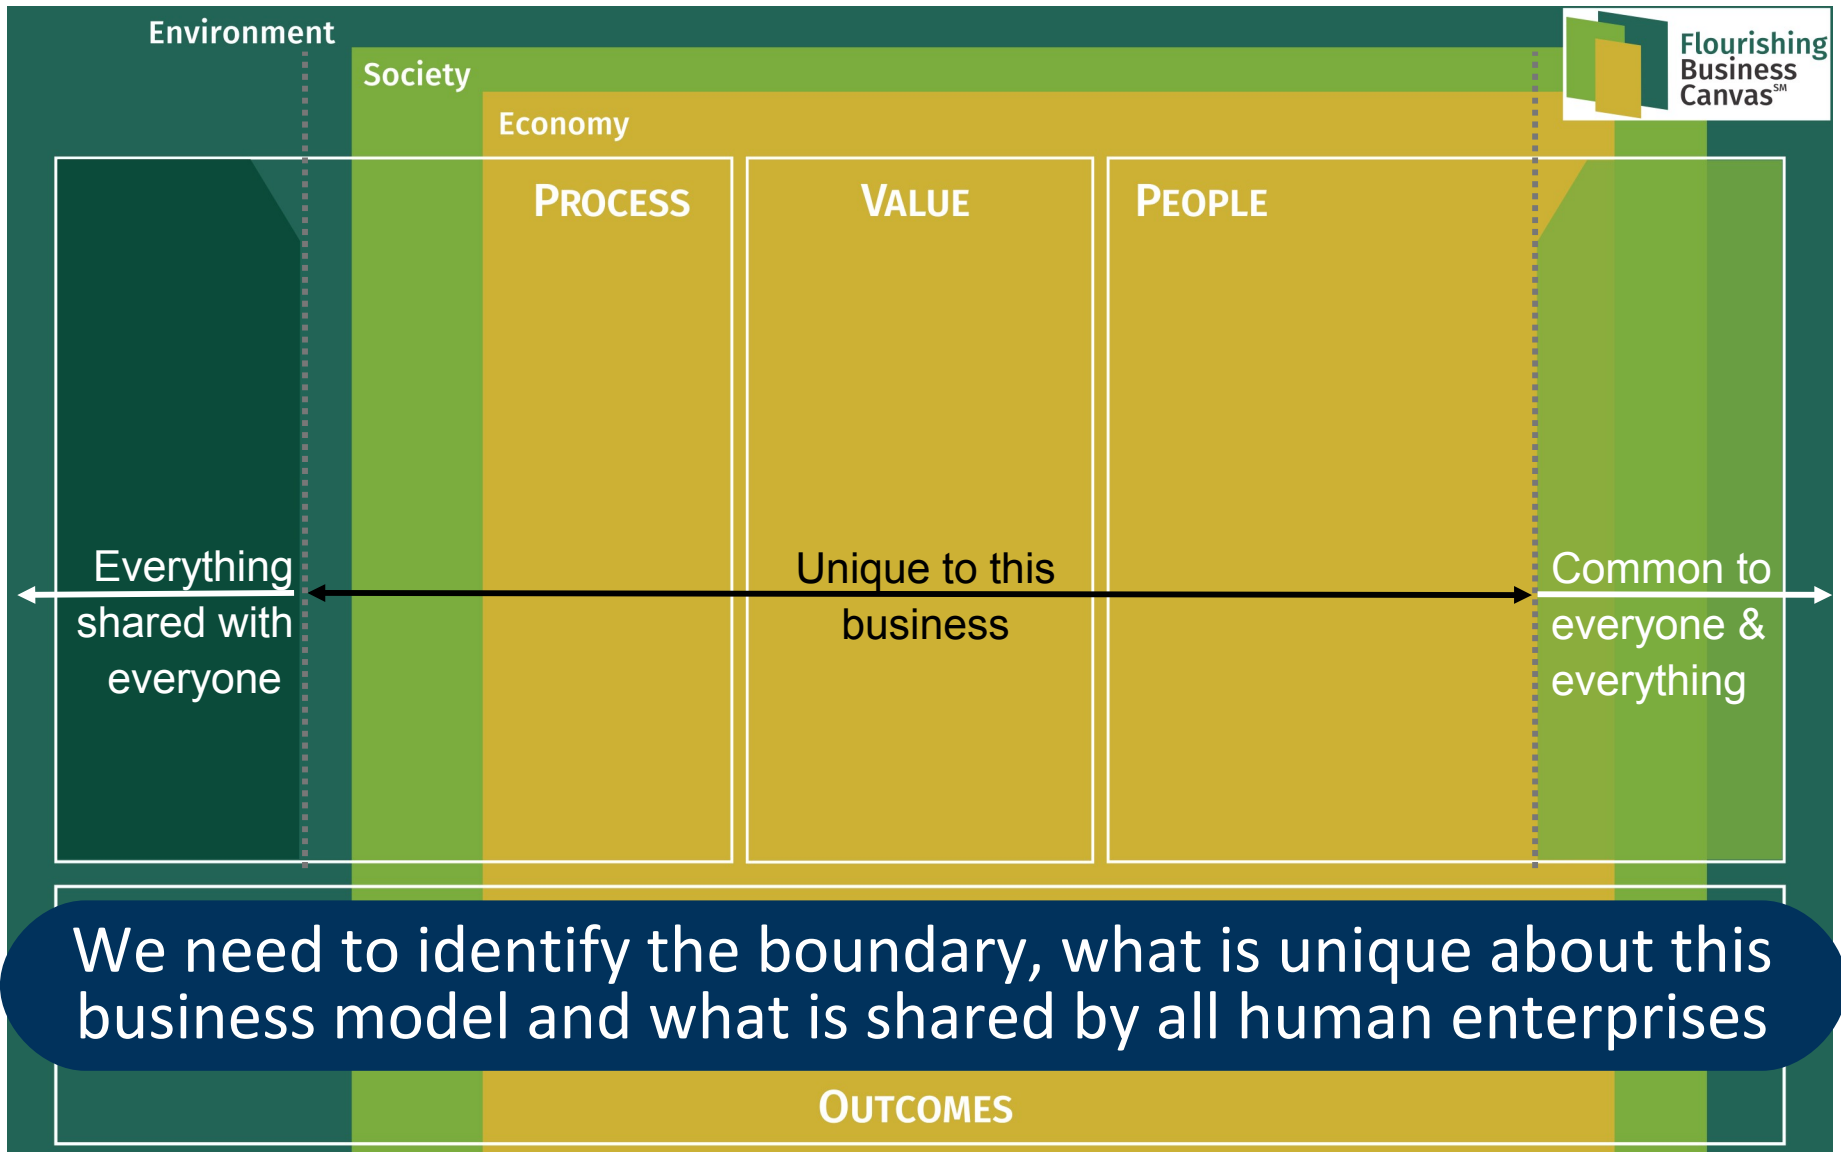 Environment
Society
Economy
Flourishing
Business
Canvas℠
PROCESS
VALUE
PEOPLE
Everything
shared with
everyone
Unique to this
business
Common to
everyone &
everything
We need to identify the boundary, what is unique about this
business model and what is shared by all human enterprises
OUTCOMES